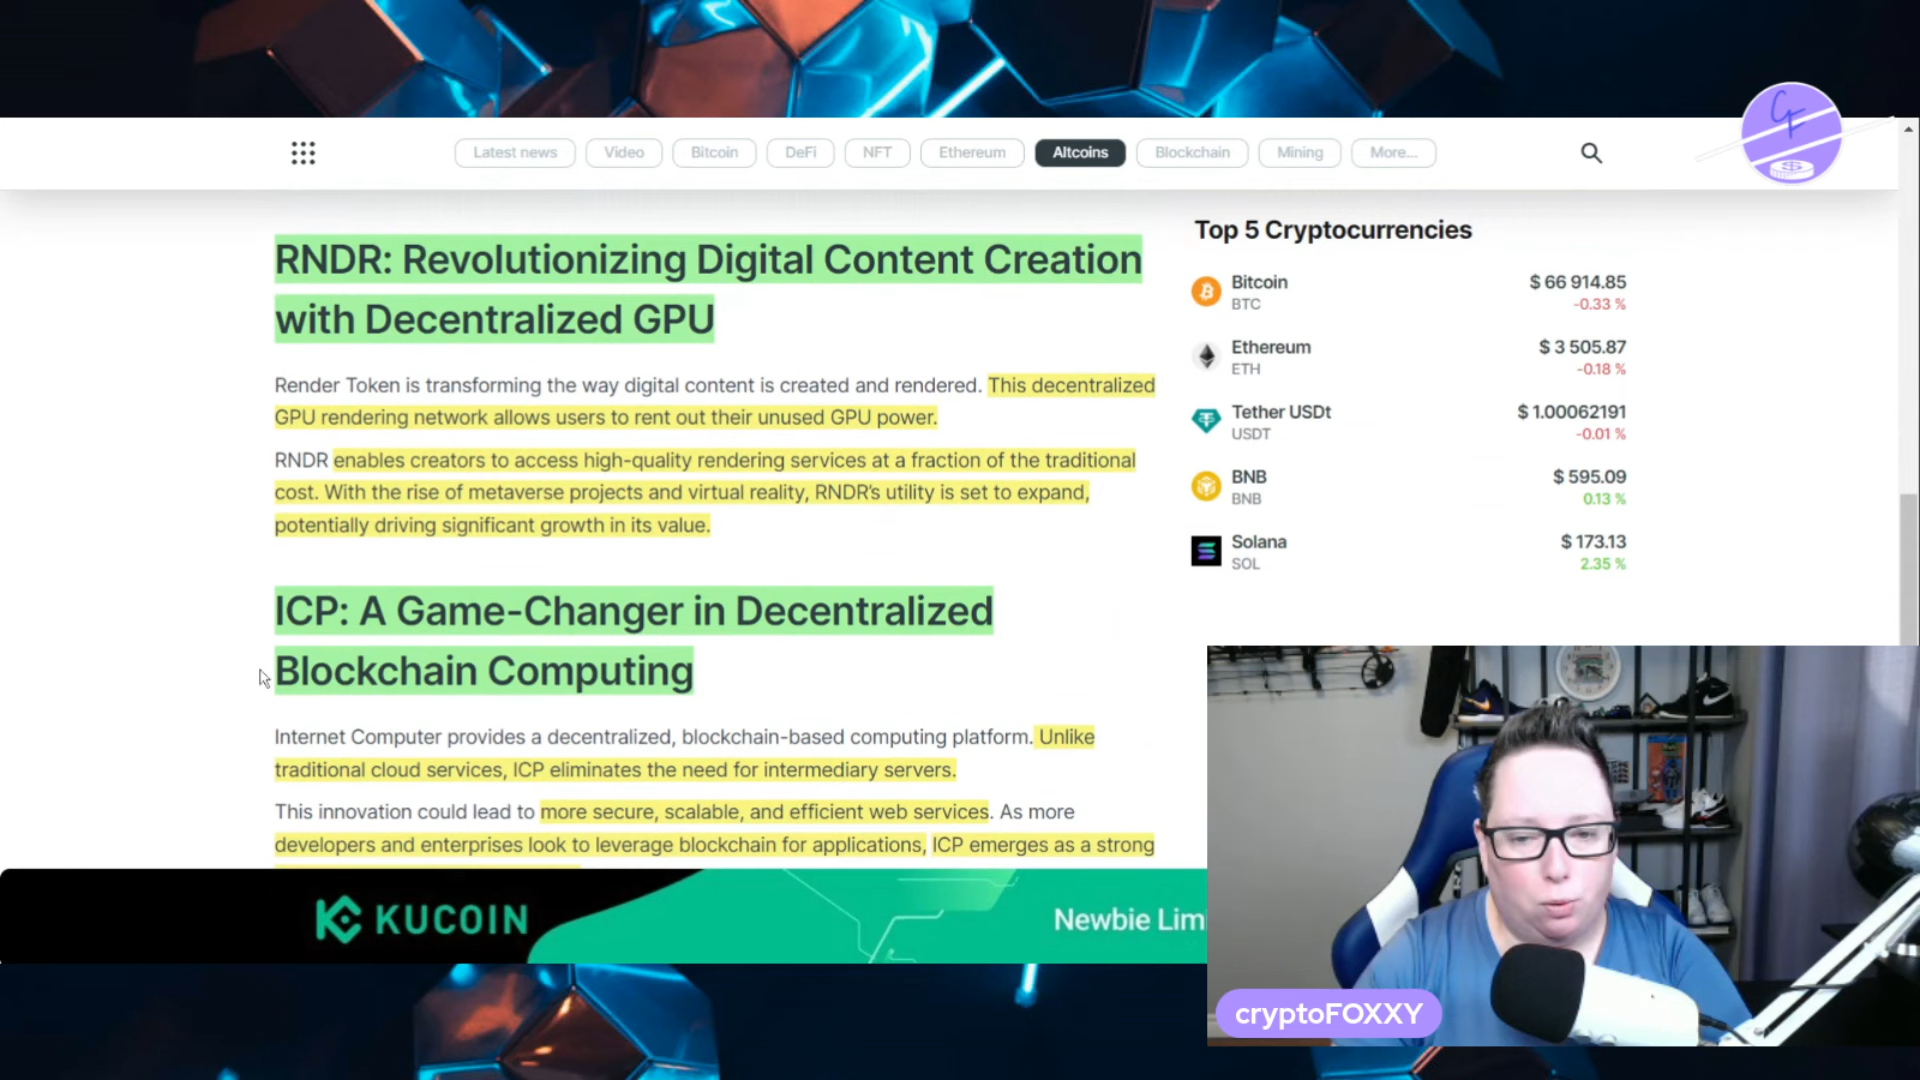 Latest news
Video
Bitcoin
DeFi
NFT
Ethereum
Altcoins
Blockchain
Mining
More...
RNDR: Revolutionizing Digital Content Creation
with Decentralized GPU
Render Token is transforming the way digital content is created and rendered. This decentralized
GPU rendering network allows users to rent out their unused GPU power.
RNDR enables creators to access high-quality rendering services at a fraction of the traditional
cost. With the rise of metaverse projects and virtual reality, RNDR's utility is set to expand,
potentially driving significant growth in its value.
ICP: A Game-Changer in Decentralized
Blockchain Computing
Internet Computer provides a decentralized, blockchain-based computing platform. Unlike
traditional cloud services, ICP eliminates the need for intermediary servers.
This innovation could lead to more secure, scalable, and efficient web services. As more
developers and enterprises look to leverage blockchain for applications, ICP emerges as a strong
Top 5 Cryptocurrencies
Bitcoin $ 66 914.85
BTC -0.33 %
Ethereum $ 3 505.87
ETH -0.18 %
Tether USDt $ 1.00062191
USDT -0.01 %
BNB $ 595.09
BNB 0.13 %
Solana $ 173.13
SOL 2.35 %
KUCOIN
Newbie Lim
cryptoFOXXY